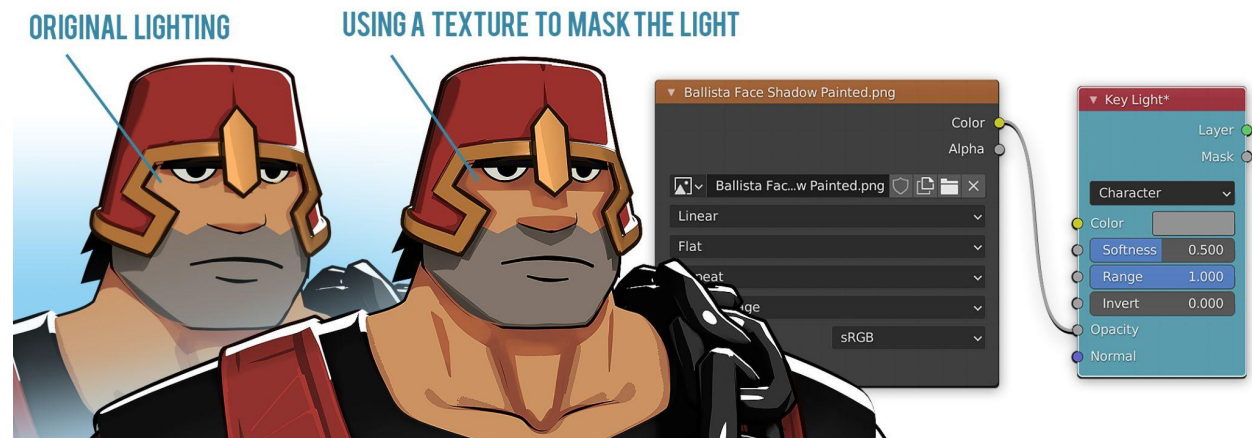 ORIGINAL LIGHTING
USING A TEXTURE TO MASK THE LIGHT
Ballista Face Shadow Painted.png
Color
Alpha
Ballista Fac...w Painted.png
Linear
Flat
sRGB
Key Light*
Layer
Mask
Character
Color
Softness 0.500
Range 1.000
Invert 0.000
Opacity
Normal